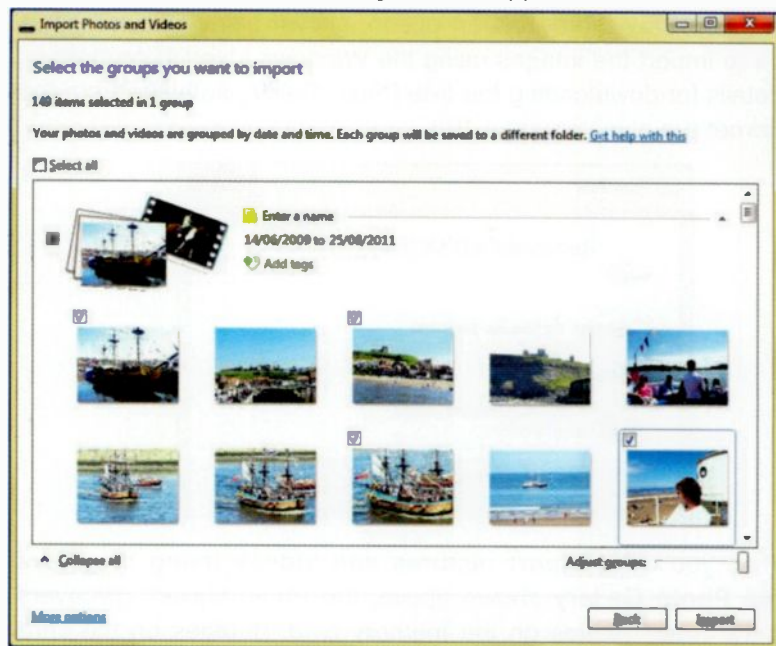 Import Photos and Videos
Select the groups you want to import
140 items selected in 1 group
Your photos and videos are grouped by date and time. Each group will be saved to a different folder. Get help with this
Select all
Enter a name
14/06/2009 to 25/08/2011
Add tags
Collapse all
Adjust groups:
More options
Back
Import